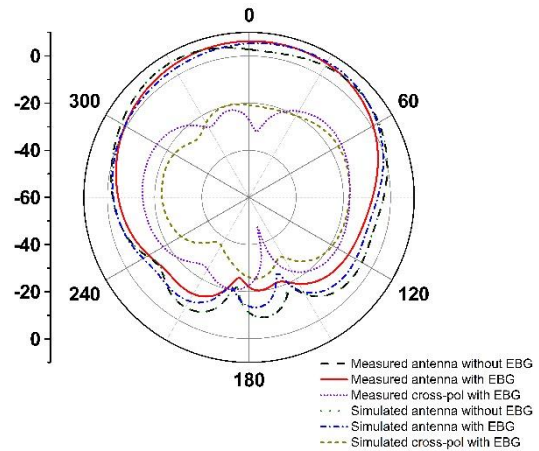 0
0
-20
300
60
-40
-60
-40
240
120
-20
0
180
Measured antenna without EBG
Measured antenna with EBG
Measured cross-pol with EBG
Simulated antenna without EBG
Simulated antenna with EBG
Simulated cross-pol with EBG